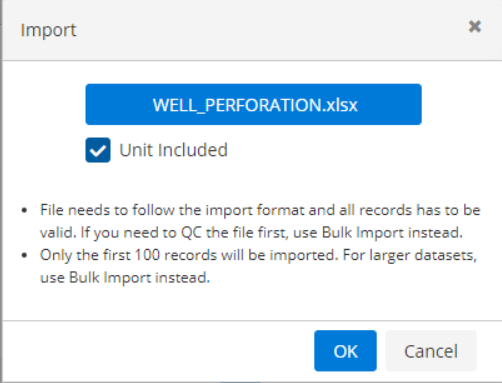 Import
WELL_PERFORATION.xlsx
Unit Included
• File needs to follow the import format and all records has to be
valid. If you need to QC the file first, use Bulk Import instead.
• Only the first 100 records will be imported. For larger datasets,
use Bulk Import instead.
OK Cancel